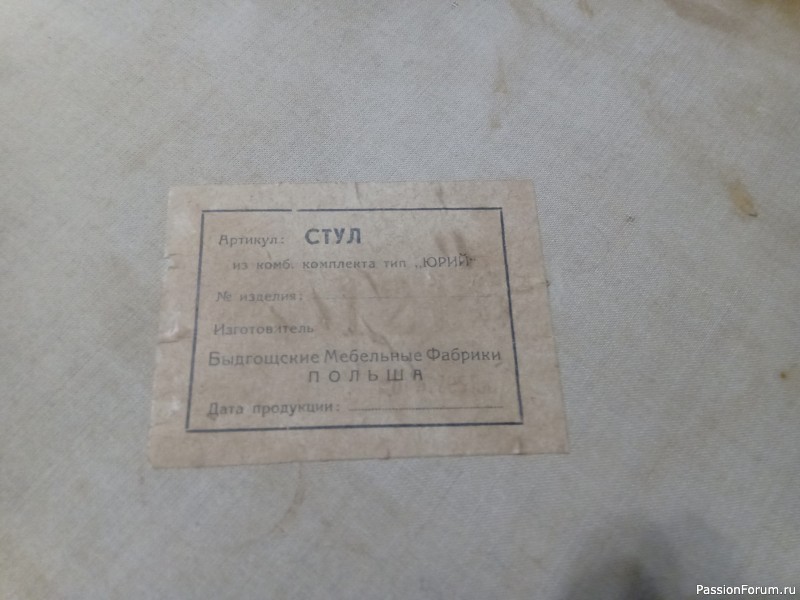 Артикул: СТУЛ
из комб. комплекта тип „ЮРИЙ"
№ изделия:
Изготовитель
Быдгощские Мебельные Фабрики
ПОЛЬША
Дата продукции:
PassionForum.ru